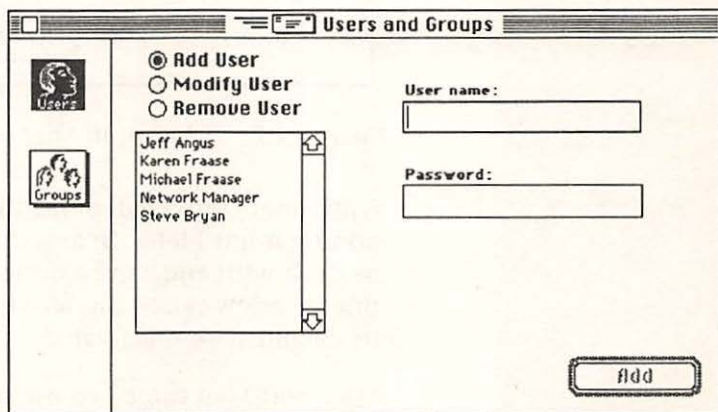 Users and Groups
Users
Groups
Add User
Modify User
Remove User
Jeff Angus
Karen Fraase
Michael Fraase
Network Manager
Steve Bryan
User name:
Password:
Add